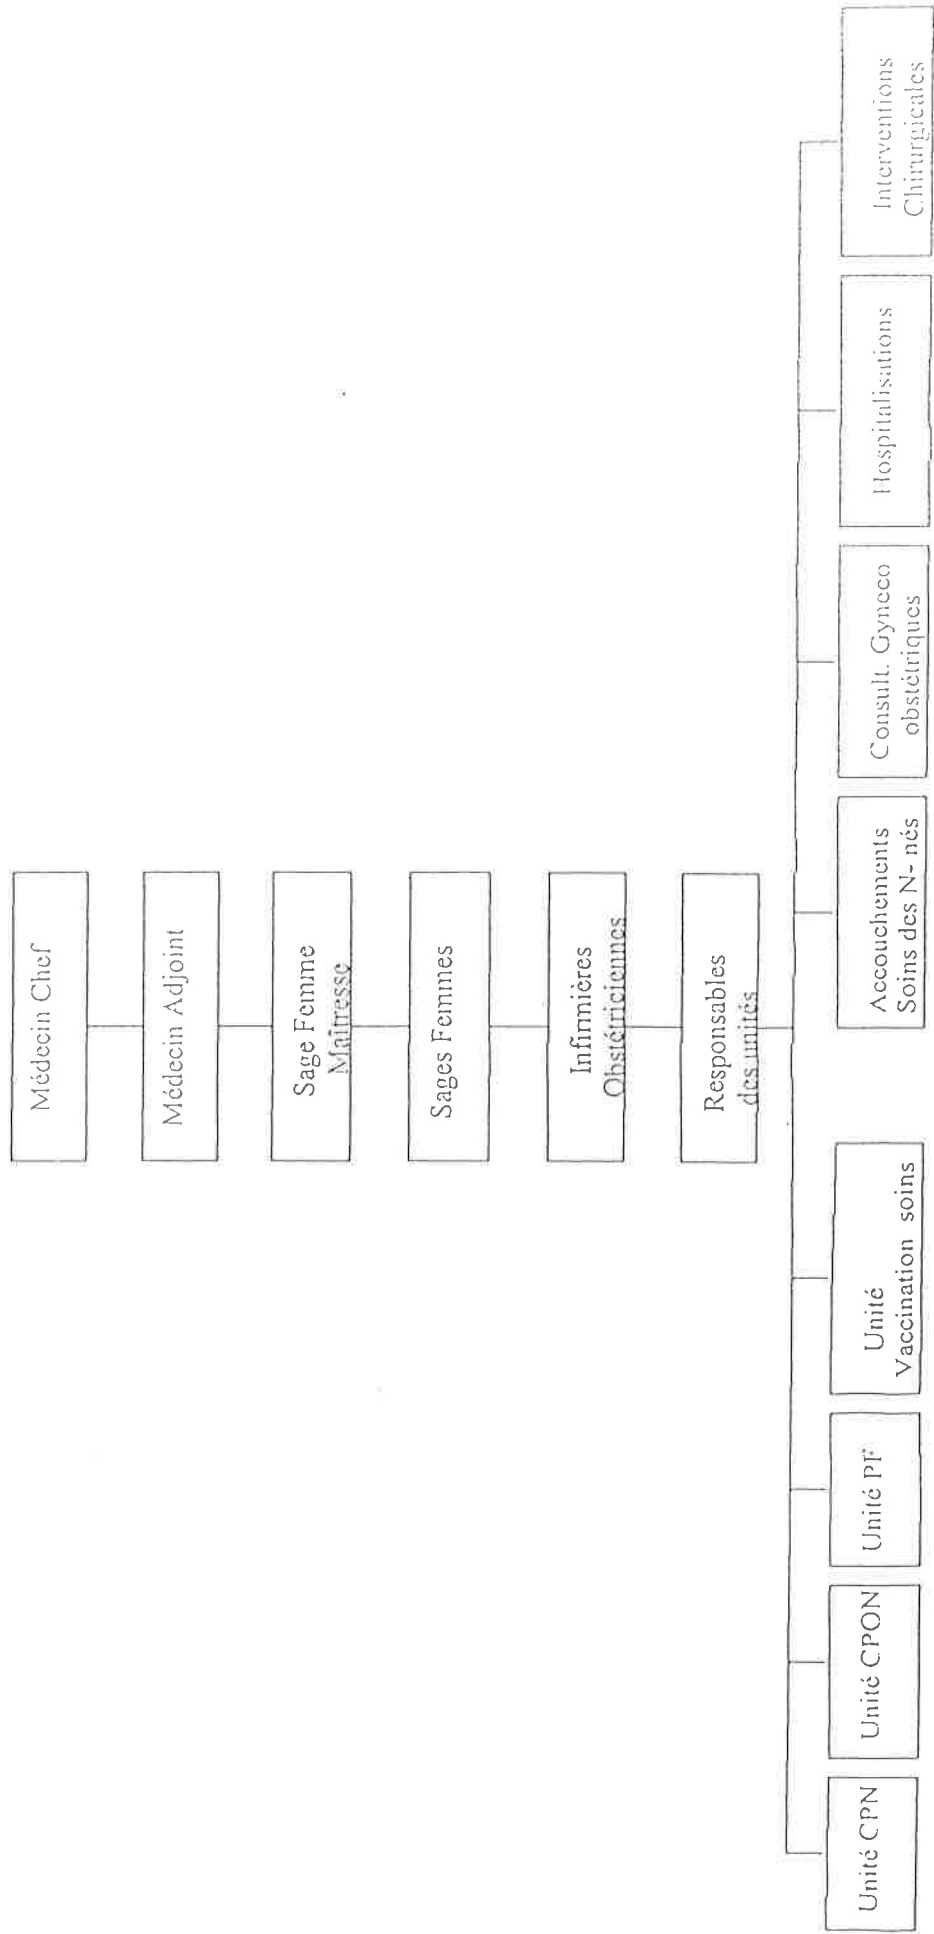 Médecin Chef
Médecin Adjoint
Sage Femme
Maîtresse
Sages Femmes
Infirmières
Obstétriciennes
Responsables
des unités
Unité CPN
Unité CPON
Unité PF
Unité
Vaccination soins
Accouchements
Soins des N- nés
Consult. Gyneco
obstétriques
Hospitalisations
Interventions
Chirurgicales